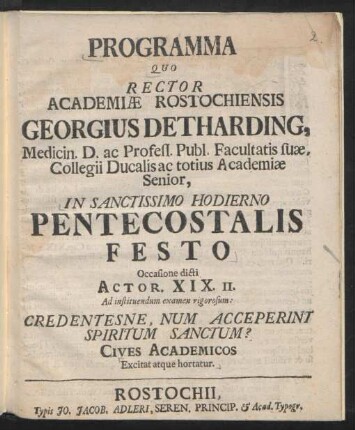 2.
PROGRAMMA
QUO
RECTOR
ACADEMIÆ ROSTOCHIENSIS
GEORGIUS DETHARDING,
Medicin. D. ac Profeſſ. Publ. Facultatis ſuæ,
Collegii Ducalis ac totius Academiæ
Senior,
IN SANCTISSIMO HODIERNO
PENTECOSTALIS
FESTO
Occaſione dicti
ACTOR. XIX. II.
Ad inſtituendum examen rigoroſum:
CREDENTESNE, NUM ACCEPERINT
SPIRITUM SANCTUM?
CIVES ACADEMICOS
Excitat atque hortatur.
ROSTOCHII,
Typis JO. JACOB. ADLERI, SEREN. PRINCIP. & Acad. Typogr.